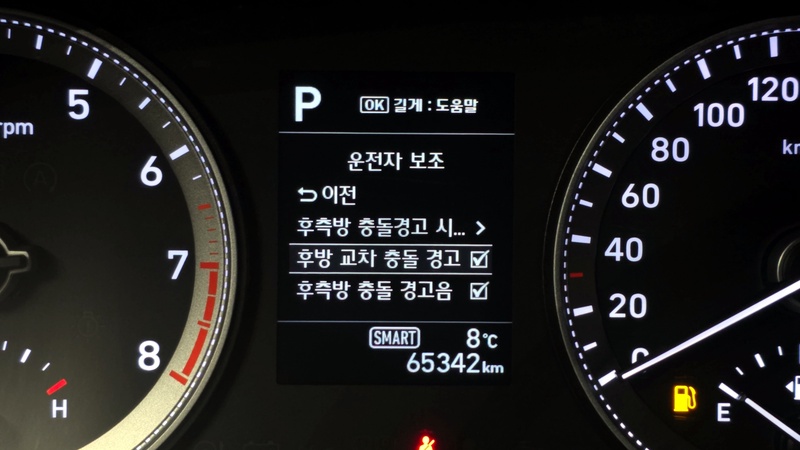 P OK 길게 : 도움말
운전자 보조
이전
후측방 충돌경고 시...
후방 교차 충돌 경고
후측방 충돌 경고음
SMART 8℃
65342km
rpm
5
6
7
8
H
120
100
80
60
40
20
0
E